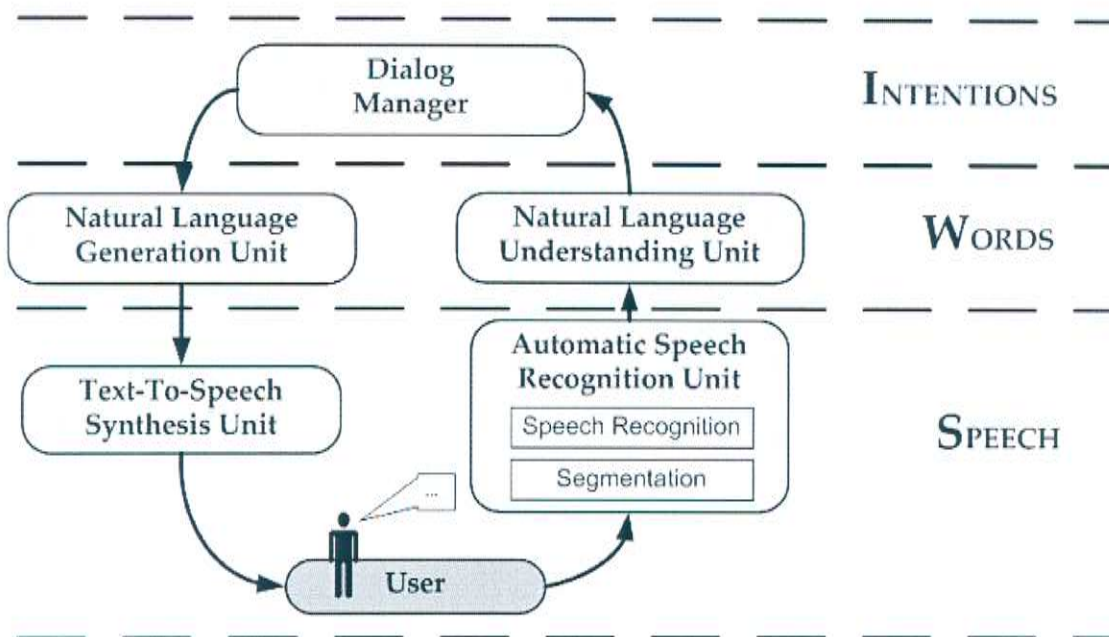 Dialog
Manager
INTENTIONS
Natural Language
Generation Unit
Natural Language
Understanding Unit
WORDS
Automatic Speech
Recognition Unit
Speech Recognition
Segmentation
Text-To-Speech
Synthesis Unit
SPEECH
...
User